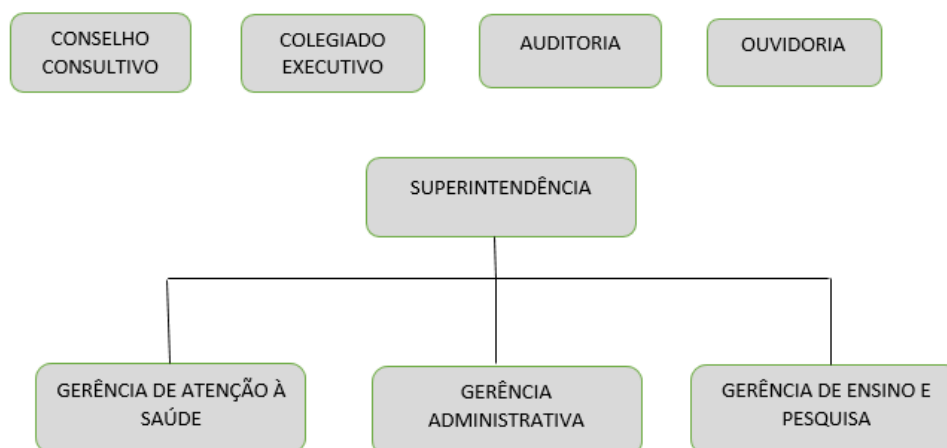 CONSELHO
CONSULTIVO
COLEGIADO
EXECUTIVO
AUDITORIA
OUVIDORIA
SUPERINTENDÊNCIA
GERÊNCIA DE ATENÇÃO À
SAÚDE
GERÊNCIA
ADMINISTRATIVA
GERÊNCIA DE ENSINO E
PESQUISA